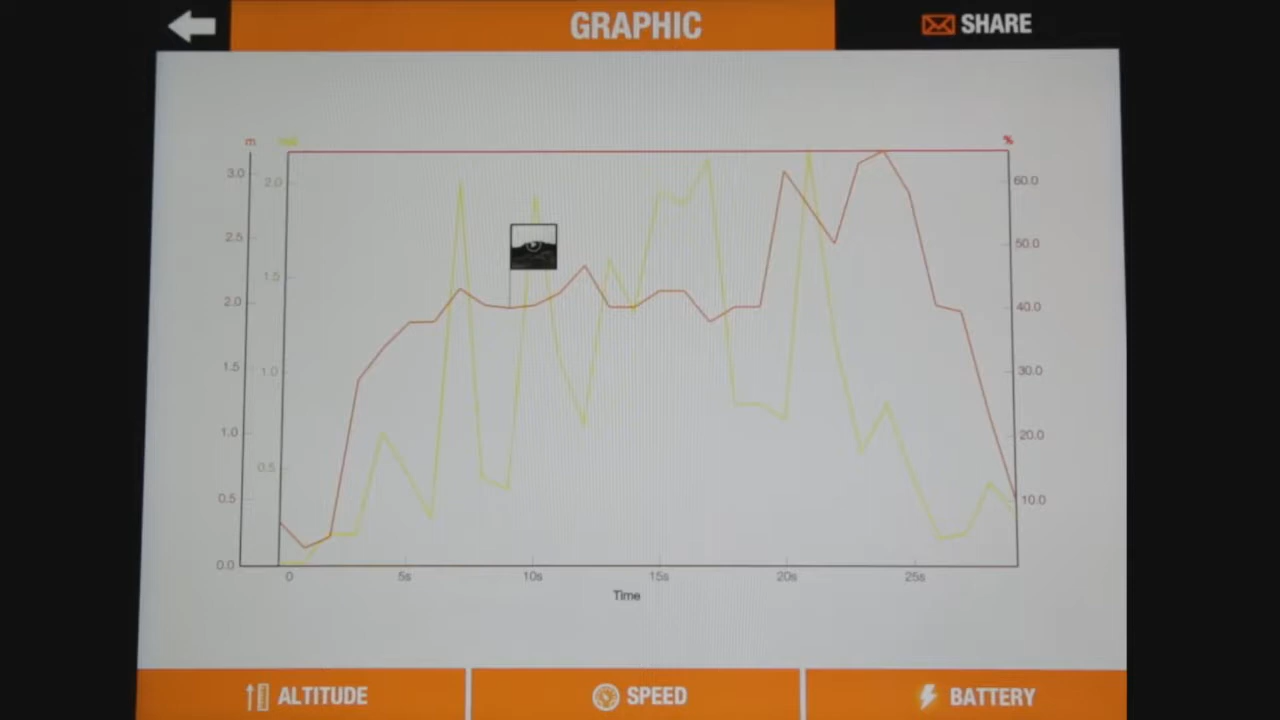 GRAPHIC
SHARE
m
%
3.0
2.0
60.0
2.5
50.0
1.5
2.0
40.0
1.5
1.0
30.0
1.0
20.0
0.5
0.5
10.0
0.0
0 5s 10s 15s 20s 25s
Time
ALTITUDE
SPEED
BATTERY